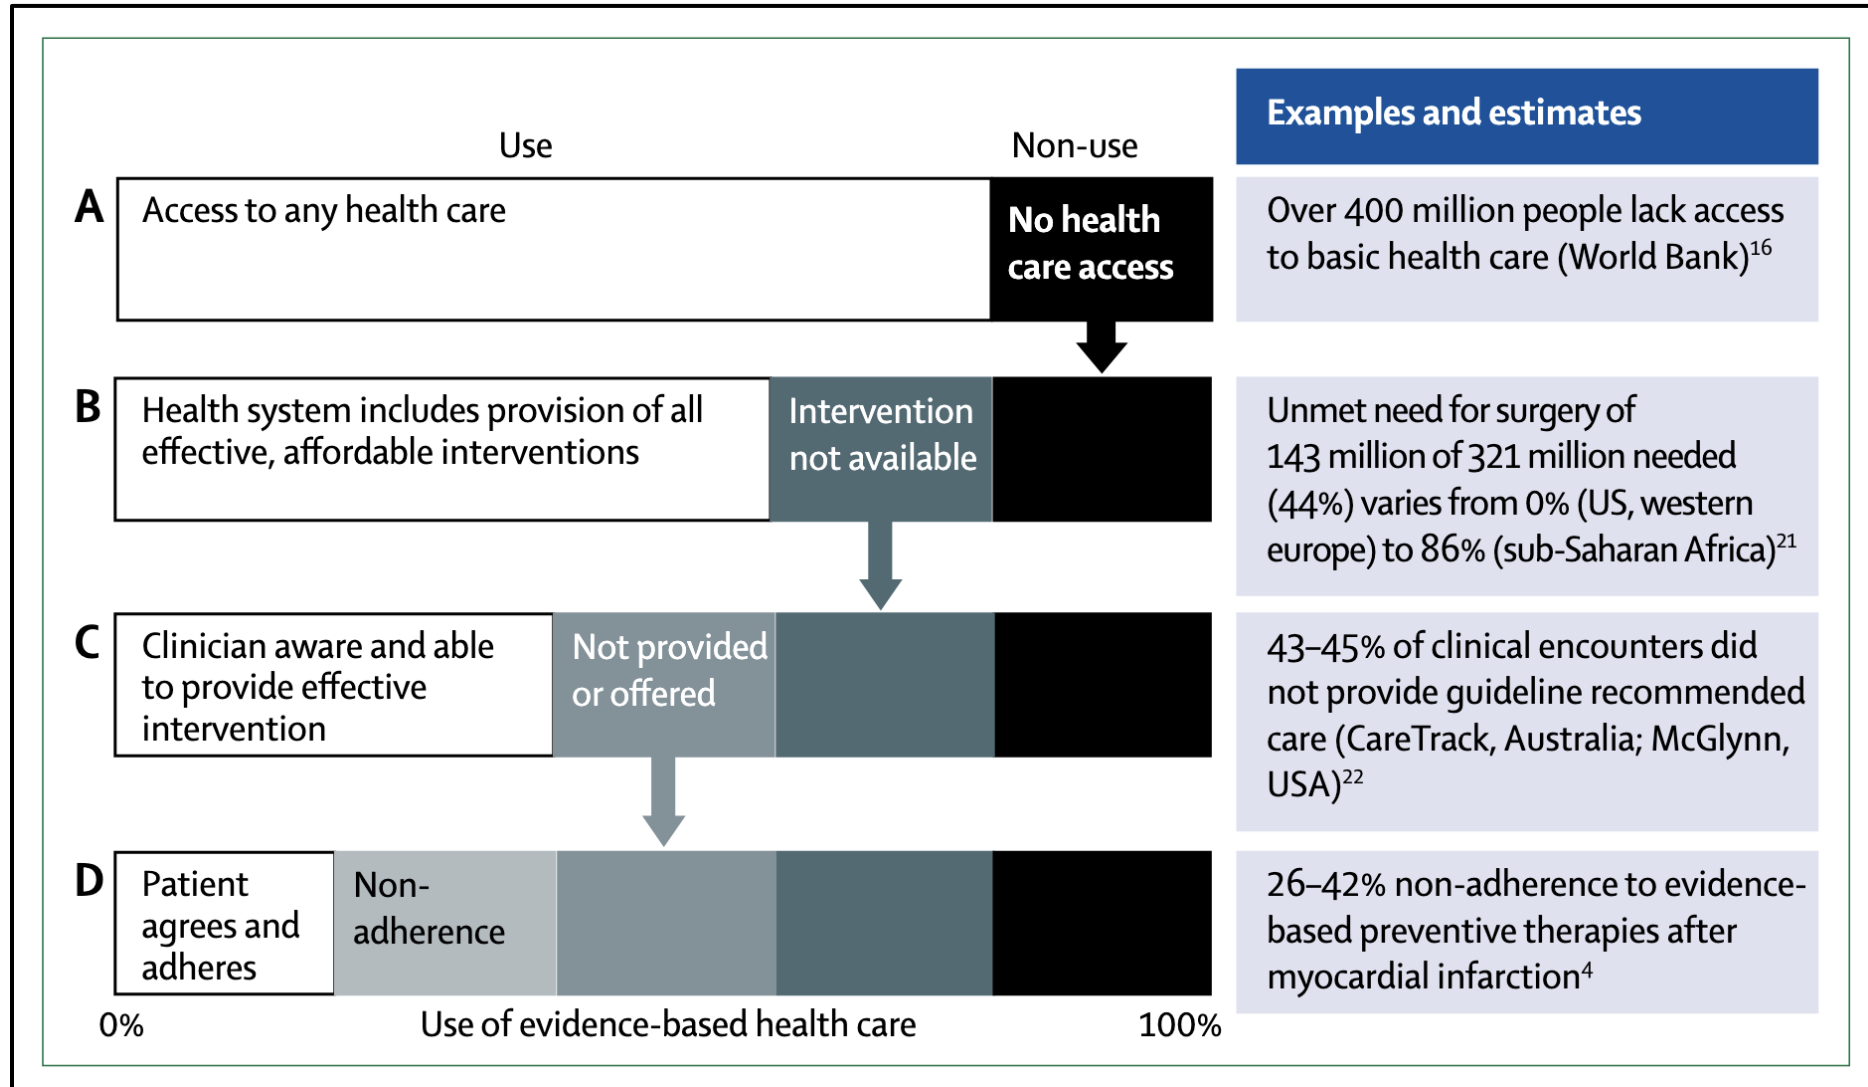 Examples and estimates
Use
Non-use
A
Access to any health care
No health
care access
Over 400 million people lack access
to basic health care (World Bank)16
B
Health system includes provision of all
effective, affordable interventions
Intervention
not available
Unmet need for surgery of
143 million of 321 million needed
(44%) varies from 0% (US, western
europe) to 86% (sub-Saharan Africa)21
C
Clinician aware and able
to provide effective
intervention
Not provided
or offered
43–45% of clinical encounters did
not provide guideline recommended
care (CareTrack, Australia; McGlynn,
USA)22
D
Patient
agrees and
adheres
Non-
adherence
26–42% non-adherence to evidence-
based preventive therapies after
myocardial infarction4
0%
Use of evidence-based health care
100%